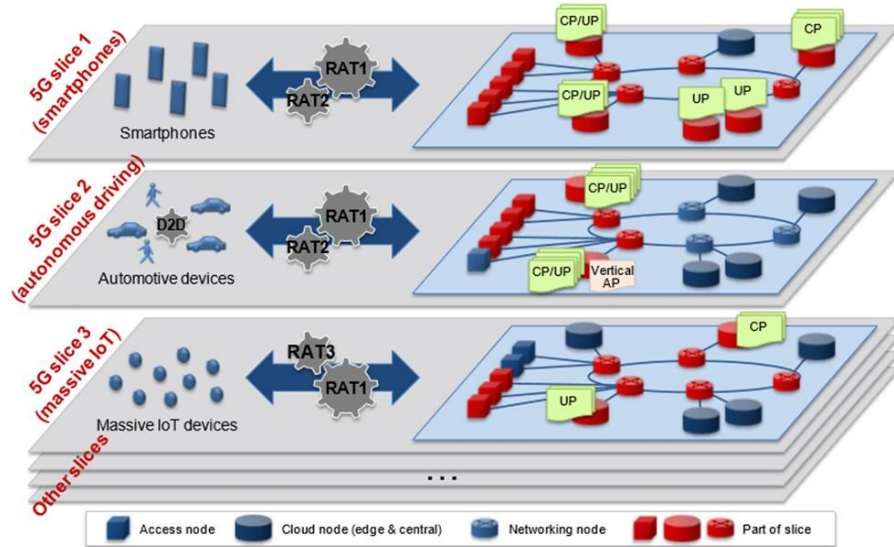 5G slice 1
(smartphones)
Smartphones
RAT1
RAT2
CP/UP
CP/UP
CP
UP
UP
5G slice 2
(autonomous driving)
D2D
Automotive devices
RAT1
RAT2
CP/UP
CP/UP
Vertical
AP
5G slice 3
(massive IoT)
Massive IoT devices
RAT3
RAT1
CP
UP
Other slices
...
Access node
Cloud node (edge & central)
Networking node
Part of slice